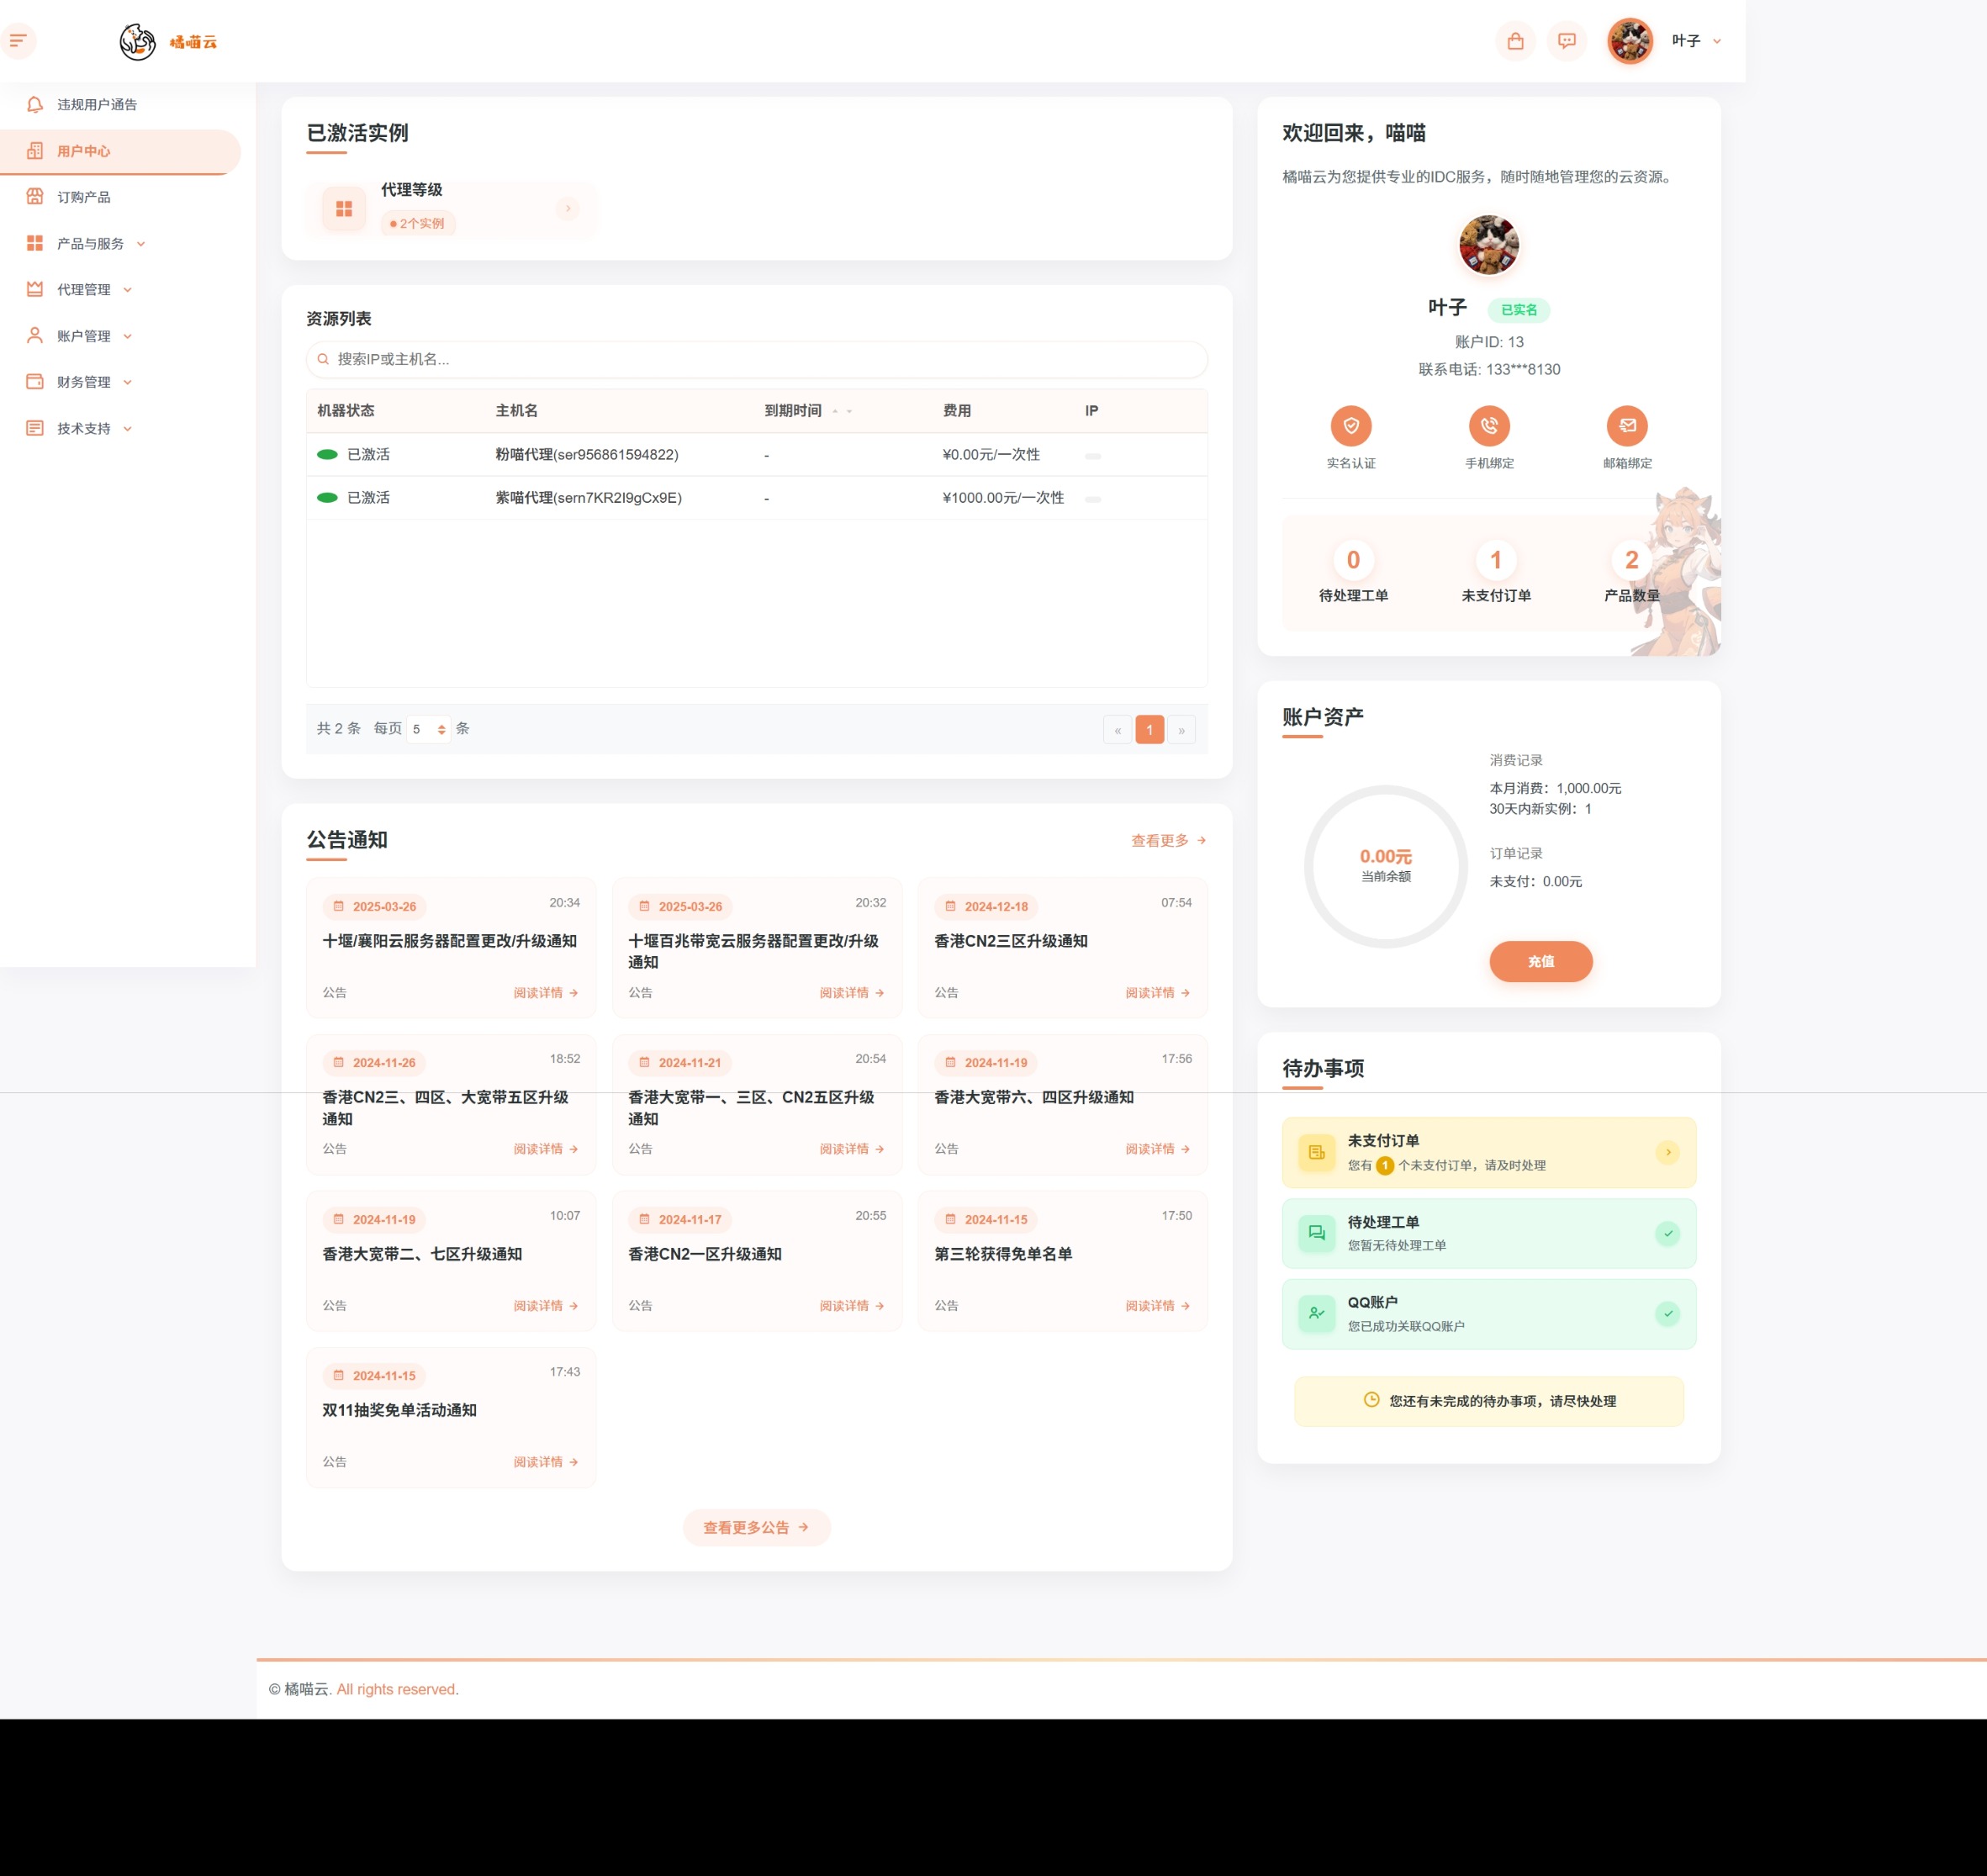 橘喵云
叶子
违规用户通告
用户中心
订购产品
产品与服务
代理管理
账户管理
财务管理
技术支持
已激活实例
代理等级
2个实例
资源列表
搜索IP或主机名...
机器状态 主机名 到期时间 费用 IP
已激活 粉喵代理(ser956861594822) - ¥0.00元/一次性
已激活 紫喵代理(sern7KR2I9gCx9E) - ¥1000.00元/一次性
共 2 条 每页 5 条
« 1 »
公告通知
查看更多
2025-03-26 20:34
十堰/襄阳云服务器配置更改/升级通知
公告 阅读详情
2025-03-26 20:32
十堰百兆带宽云服务器配置更改/升级
通知
公告 阅读详情
2024-12-18 07:54
香港CN2三区升级通知
公告 阅读详情
2024-11-26 18:52
香港CN2三、四区、大宽带五区升级
通知
公告 阅读详情
2024-11-21 20:54
香港大宽带一、三区、CN2五区升级
通知
公告 阅读详情
2024-11-19 17:56
香港大宽带六、四区升级通知
公告 阅读详情
2024-11-19 10:07
香港大宽带二、七区升级通知
公告 阅读详情
2024-11-17 20:55
香港CN2一区升级通知
公告 阅读详情
2024-11-15 17:50
第三轮获得免单名单
公告 阅读详情
2024-11-15 17:43
双11抽奖免单活动通知
公告 阅读详情
查看更多公告
欢迎回来，喵喵
橘喵云为您提供专业的IDC服务，随时随地管理您的云资源。
叶子 已实名
账户ID: 13
联系电话: 133***8130
实名认证 手机绑定 邮箱绑定
0 1 2
待处理工单 未支付订单 产品数量
账户资产
0.00元
当前余额
消费记录
本月消费：1,000.00元
30天内新实例：1
订单记录
未支付：0.00元
充值
待办事项
未支付订单
您有 1 个未支付订单，请及时处理
待处理工单
您暂无待处理工单
QQ账户
您已成功关联QQ账户
您还有未完成的待办事项，请尽快处理
© 橘喵云. All rights reserved.